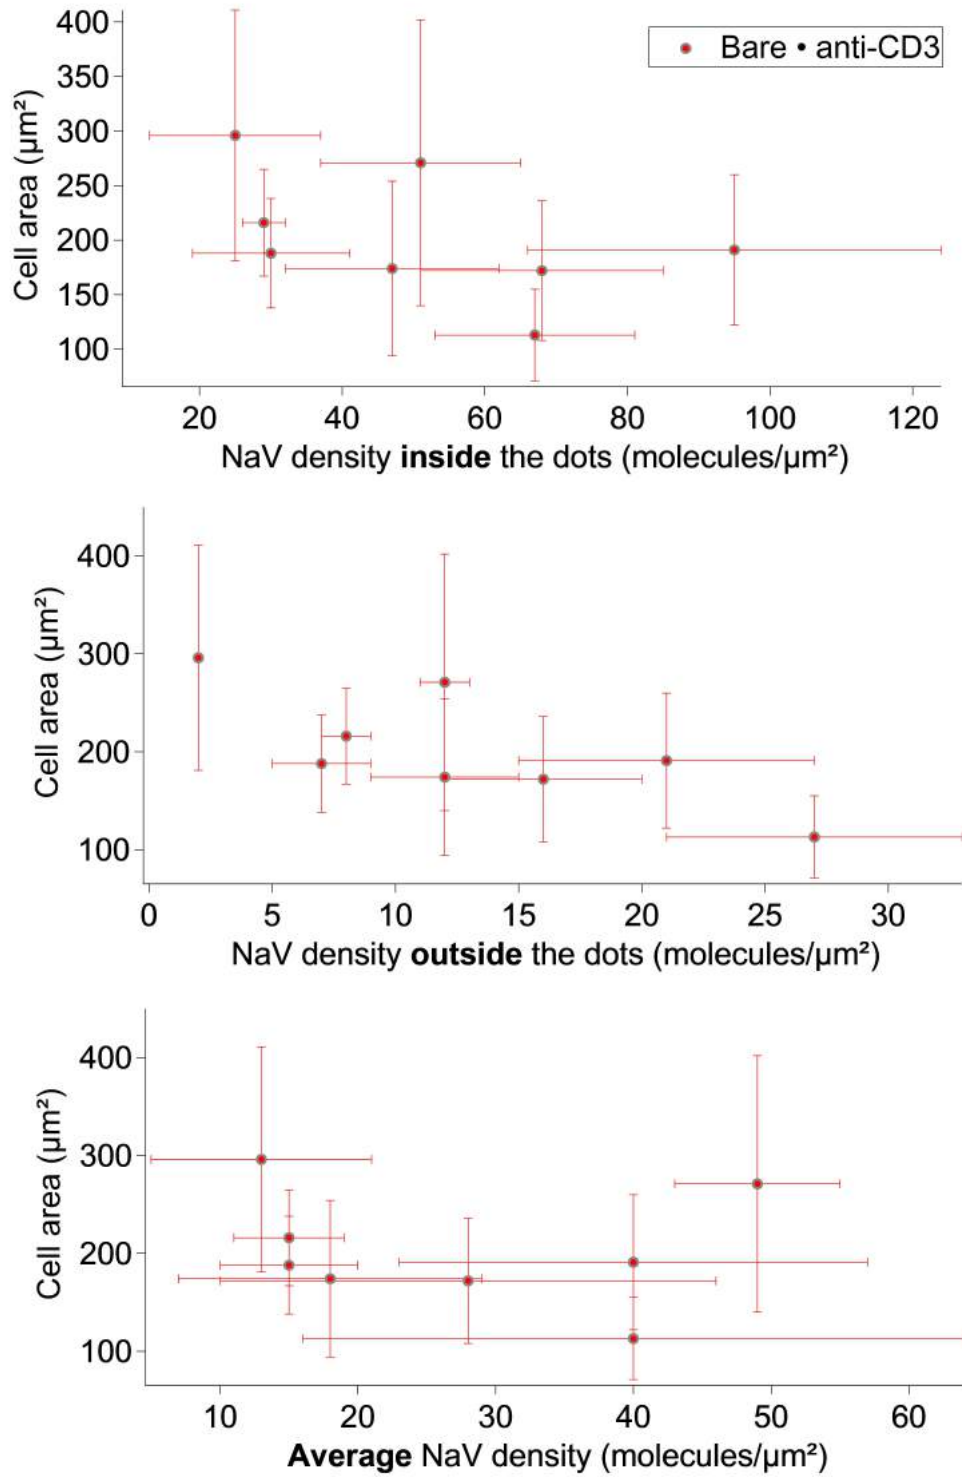 400
350
300
250
200
150
100
Cell area (µm²)
Bare • anti-CD3
20 40 60 80 100 120
NaV density inside the dots (molecules/µm²)
400
300
200
100
Cell area (µm²)
0 5 10 15 20 25 30
NaV density outside the dots (molecules/µm²)
400
300
200
100
Cell area (µm²)
10 20 30 40 50 60
Average NaV density (molecules/µm²)